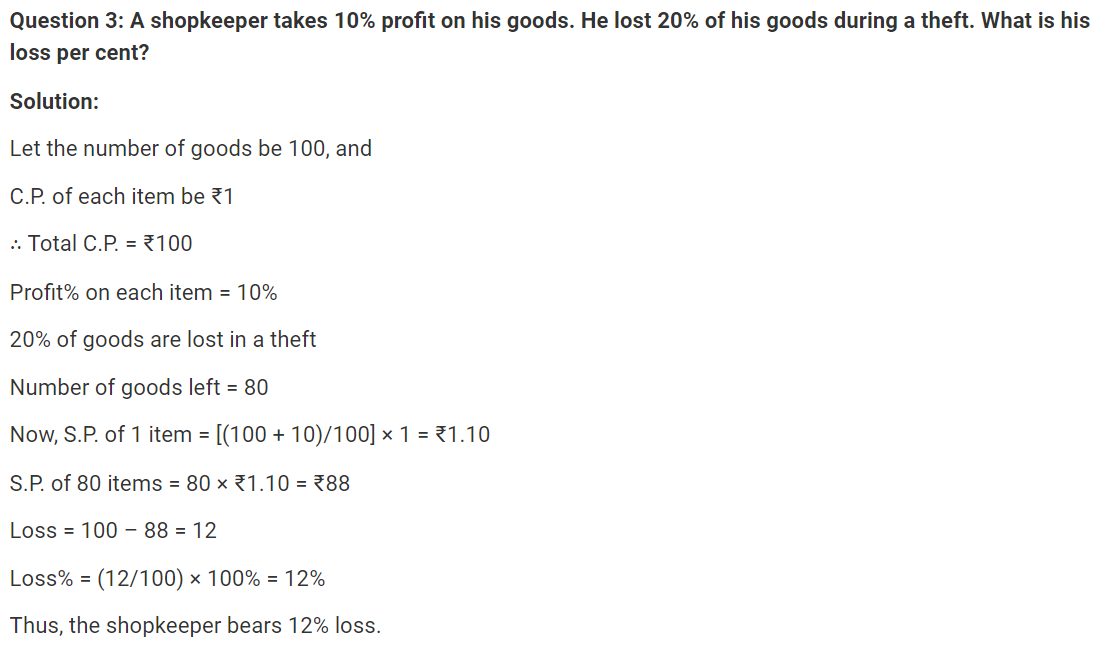 Question 3: A shopkeeper takes 10% profit on his goods. He lost 20% of his goods during a theft. What is his
loss per cent?
Solution:
Let the number of goods be 100, and
C.P. of each item be ₹1
∴ Total C.P. = ₹100
Profit% on each item = 10%
20% of goods are lost in a theft
Number of goods left = 80
Now, S.P. of 1 item = [(100 + 10)/100] × 1 = ₹1.10
S.P. of 80 items = 80 × ₹1.10 = ₹88
Loss = 100 – 88 = 12
Loss% = (12/100) × 100% = 12%
Thus, the shopkeeper bears 12% loss.